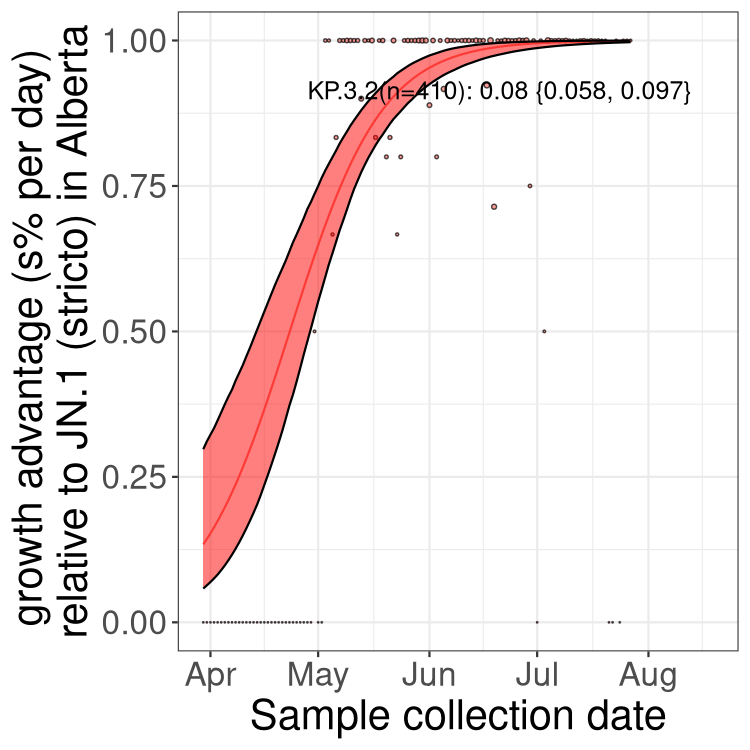 growth advantage (s% per day)
relative to JN.1 (stricto) in Alberta
1.00
0.75
0.50
0.25
0.00
KP.3.2(n=410): 0.08 {0.058, 0.097}
Apr May Jun Jul Aug
Sample collection date